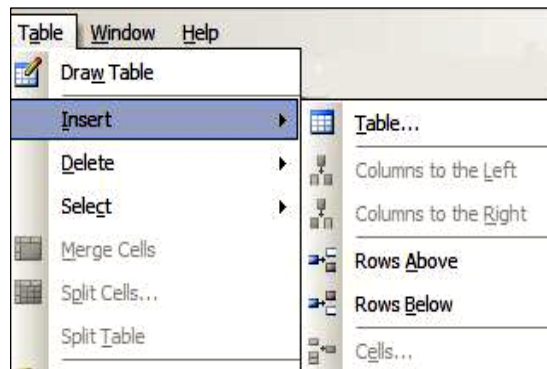 Table Window Help
Draw Table
Insert
Delete
Select
Merge Cells
Split Cells...
Split Table
Table...
Columns to the Left
Columns to the Right
Rows Above
Rows Below
Cells...